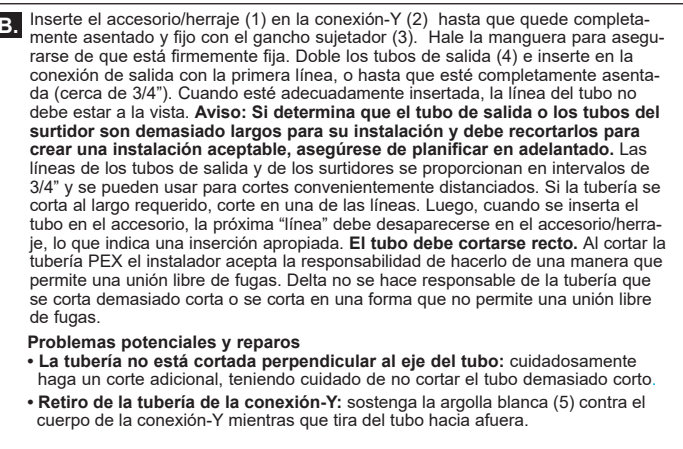 B. Inserte el accesorio/herraje (1) en la conexión-Y (2)  hasta que quede completa-
mente asentado y fijo con el gancho sujetador (3).  Hale la manguera para asegu-
rarse de que está firmemente fija. Doble los tubos de salida (4) e inserte en la
conexión de salida con la primera línea, o hasta que esté completamente asenta-
da (cerca de 3/4”). Cuando esté adecuadamente insertada, la línea del tubo no
debe estar a la vista. Aviso: Si determina que el tubo de salida o los tubos del
surtidor son demasiado largos para su instalación y debe recortarlos para
crear una instalación aceptable, asegúrese de planificar en adelantado. Las
líneas de los tubos de salida y de los surtidores se proporcionan en intervalos de
3/4” y se pueden usar para cortes convenientemente distanciados. Si la tubería se
corta al largo requerido, corte en una de las líneas. Luego, cuando se inserta el
tubo en el accesorio, la próxima “línea” debe desaparecerse en el accesorio/herra-
je, lo que indica una inserción apropiada. El tubo debe cortarse recto. Al cortar la
tubería PEX el instalador acepta la responsabilidad de hacerlo de una manera que
permite una unión libre de fugas. Delta no se hace responsable de la tubería que
se corta demasiado corta o se corta en una forma que no permite una unión libre
de fugas.
Problemas potenciales y reparos
• La tubería no está cortada perpendicular al eje del tubo: cuidadosamente
haga un corte adicional, teniendo cuidado de no cortar el tubo demasiado corto.
• Retiro de la tubería de la conexión-Y: sostenga la argolla blanca (5) contra el
cuerpo de la conexión-Y mientras que tira del tubo hacia afuera.